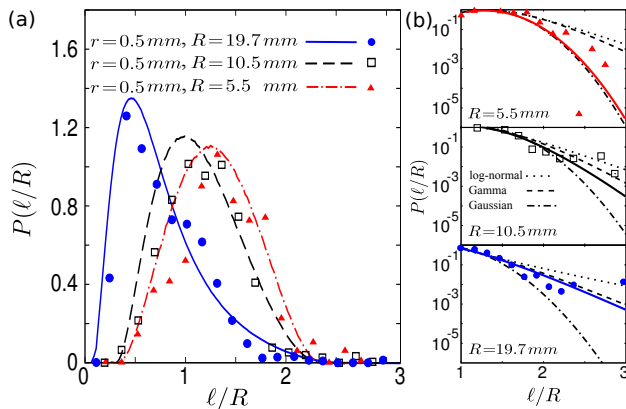 (a)
1.8
1.2
0.6
0
P(ℓ/R)
r=0.5 mm, R=19.7 mm
r=0.5 mm, R=10.5 mm
r=0.5 mm, R=5.5 mm
0 1 2 3
ℓ/R
(b)
10⁻¹
10⁻³
10⁻⁵
R=5.5 mm
10⁻¹
10⁻³
10⁻⁵
P(ℓ/R)
log-normal
Gamma
Gaussian
R=10.5 mm
10⁻¹
10⁻³
10⁻⁵
R=19.7 mm
1 2 3
ℓ/R